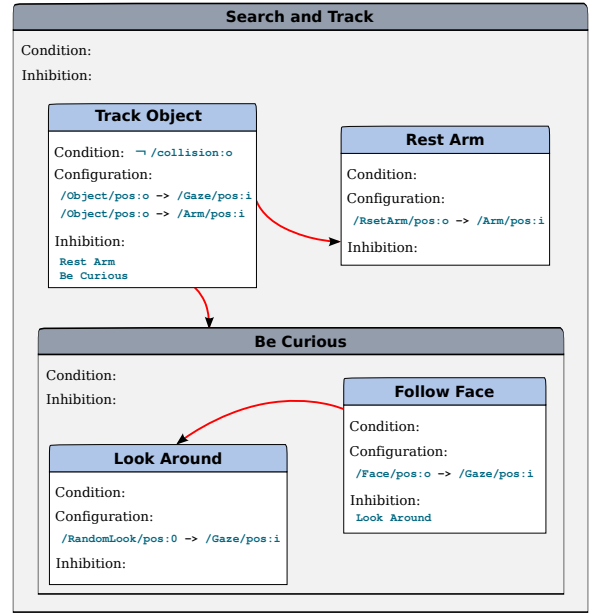 Search and Track
Condition:
Inhibition:
Track Object
Condition: ¬ /collision:o
Configuration:
/Object/pos:o -> /Gaze/pos:i
/Object/pos:o -> /Arm/pos:i
Inhibition:
Rest Arm
Be Curious
Rest Arm
Condition:
Configuration:
/RsetArm/pos:o -> /Arm/pos:i
Inhibition:
Be Curious
Condition:
Inhibition:
Follow Face
Condition:
Configuration:
/Face/pos:o -> /Gaze/pos:i
Inhibition:
Look Around
Look Around
Condition:
Configuration:
/RandomLook/pos:0 -> /Gaze/pos:i
Inhibition: